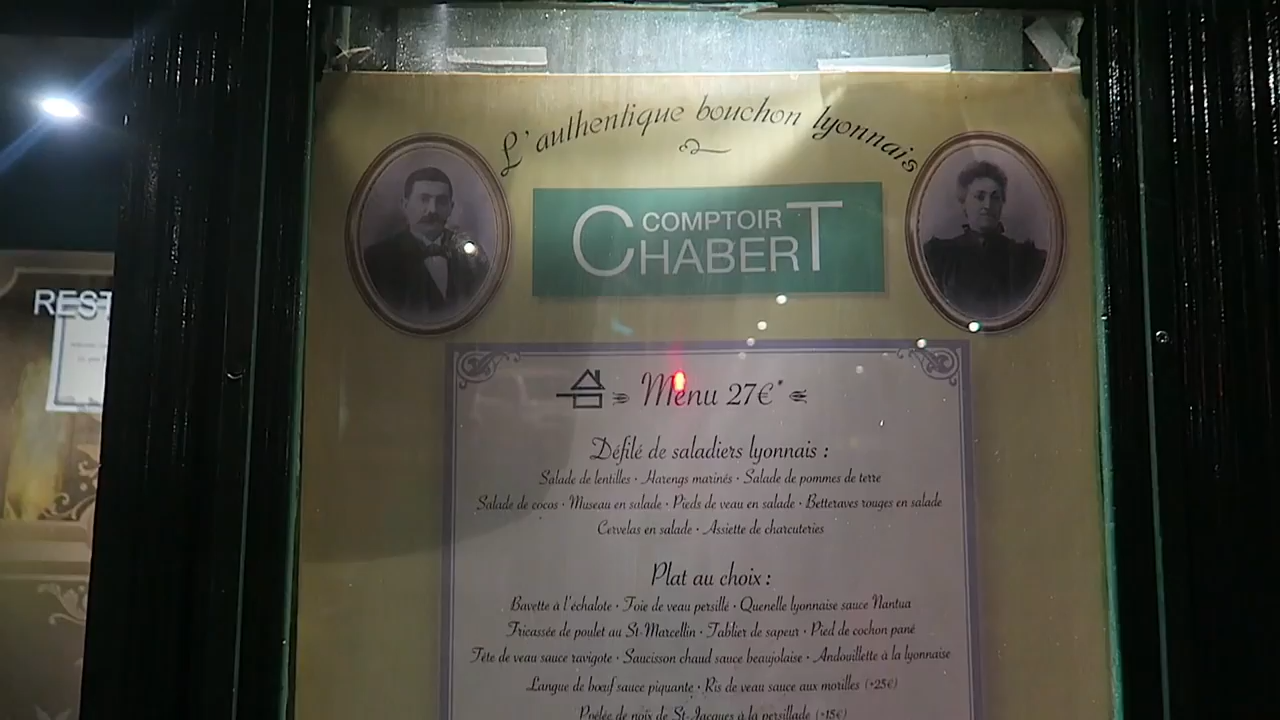 L'authentique bouchon lyonnais
COMPTOIR
CHABERT
REST
Menu 27€*
Défilé de saladiers lyonnais :
Salade de lentilles • Harengs marinés • Salade de pommes de terre
Salade de cocos • Museau en salade • Pieds de veau en salade • Betteraves rouges en salade
Cervelas en salade • Assiette de charcuteries
Plat au choix :
Bavette à l'échalote • Foie de veau persillé • Quenelle lyonnaise sauce Nantua
Fricassée de poulet au St-Marcellin • Tablier de sapeur • Pied de cochon pané
Tête de veau sauce ravigote • Saucisson chaud sauce beaujolaise • Andouillette à la lyonnaise
Langue de bœuf sauce piquante • Ris de veau sauce aux morilles (+25€)
Poêlée de noix de St-Jacques à la persillade (+15€)